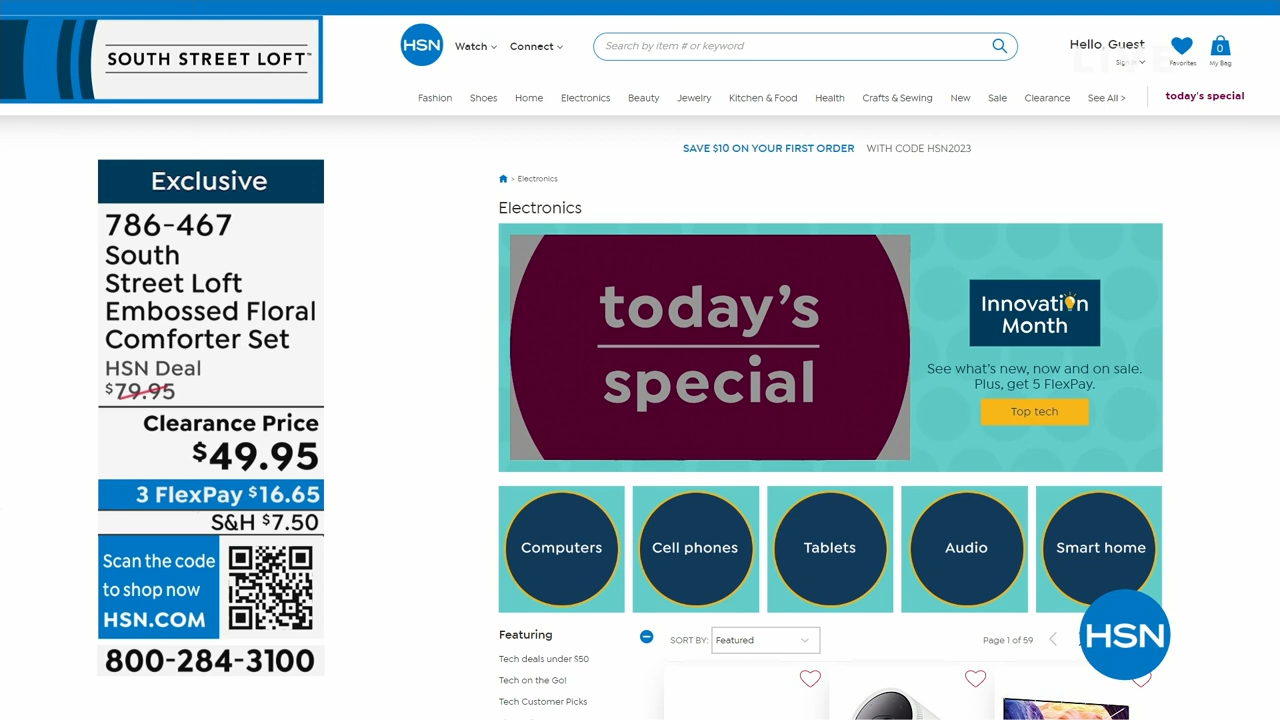 SOUTH STREET LOFT™
HSN
Watch
Connect
Search by item # or keyword
Hello, Guest
Favorites
0
My Bag
LIVE
Fashion
Shoes
Home
Electronics
Beauty
Jewelry
Kitchen & Food
Health
Crafts & Sewing
New
Sale
Clearance
See All >
today's special
SAVE $10 ON YOUR FIRST ORDER WITH CODE HSN2023
> Electronics
Electronics
Exclusive
786-467
South
Street Loft
Embossed Floral
Comforter Set
HSN Deal
$79.95
Clearance Price
$49.95
3 FlexPay $16.65
S&H $7.50
Scan the code
to shop now
HSN.COM
800-284-3100
today's
special
Innovation
Month
See what's new, now and on sale.
Plus, get 5 FlexPay.
Top tech
Computers
Cell phones
Tablets
Audio
Smart home
Featuring
SORT BY: Featured
Page 1 of 59
HSN
Tech deals under $50
Tech on the Go!
Tech Customer Picks